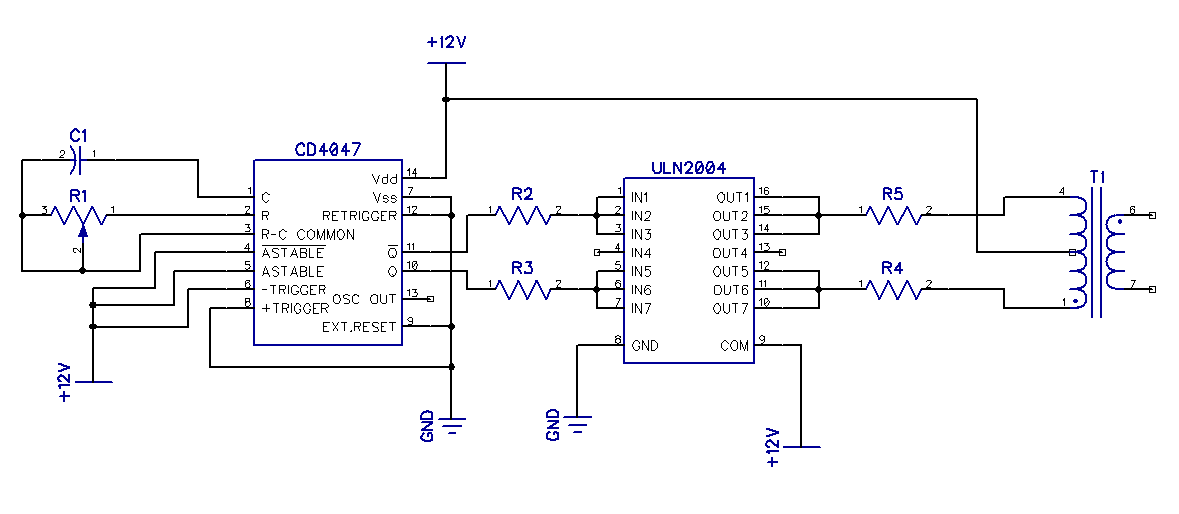 +12V
C1
2 1
CD4047
ULN2004
T1
R1
3 1
2
1 C
2 R
3 R-C COMMON
4 ASTABLE
5 ASTABLE
6 -TRIGGER
8 +TRIGGER
Vdd 14
Vss 7
RETRIGGER 12
Q 11
Q 10
OSC OUT 13
EXT.RESET 9
+12V
GND
R2
1 2
R3
1 2
1 IN1
2 IN2
3 IN3
4 IN4
5 IN5
6 IN6
7 IN7
8 GND
OUT1 16
OUT2 15
OUT3 14
OUT4 13
OUT5 12
OUT6 11
OUT7 10
COM 9
GND
+12V
R5
1 2
R4
1 2
4
1
6
7